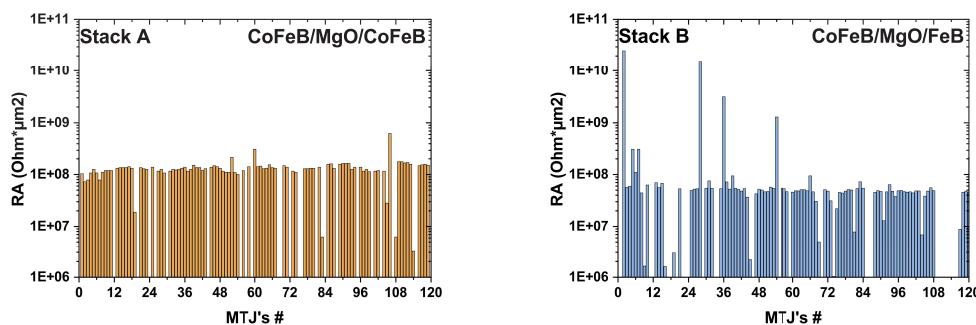 Stack A
CoFeB/MgO/CoFeB
1E+11
1E+10
1E+09
1E+08
1E+07
1E+06
RA (Ohm*µm2)
0 12 24 36 48 60 72 84 96 108 120
MTJ's #
Stack B
CoFeB/MgO/FeB
1E+11
1E+10
1E+09
1E+08
1E+07
1E+06
RA (Ohm*µm2)
0 12 24 36 48 60 72 84 96 108 120
MTJ's #